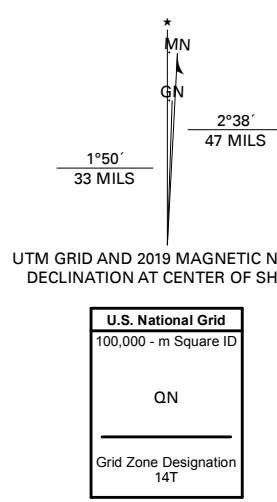 ★
MN
GN
2°38´
47 MILS
1°50´
33 MILS
UTM GRID AND 2019 MAGNETIC N
DECLINATION AT CENTER OF SH
U.S. National Grid
100,000 - m Square ID
QN
Grid Zone Designation
14T